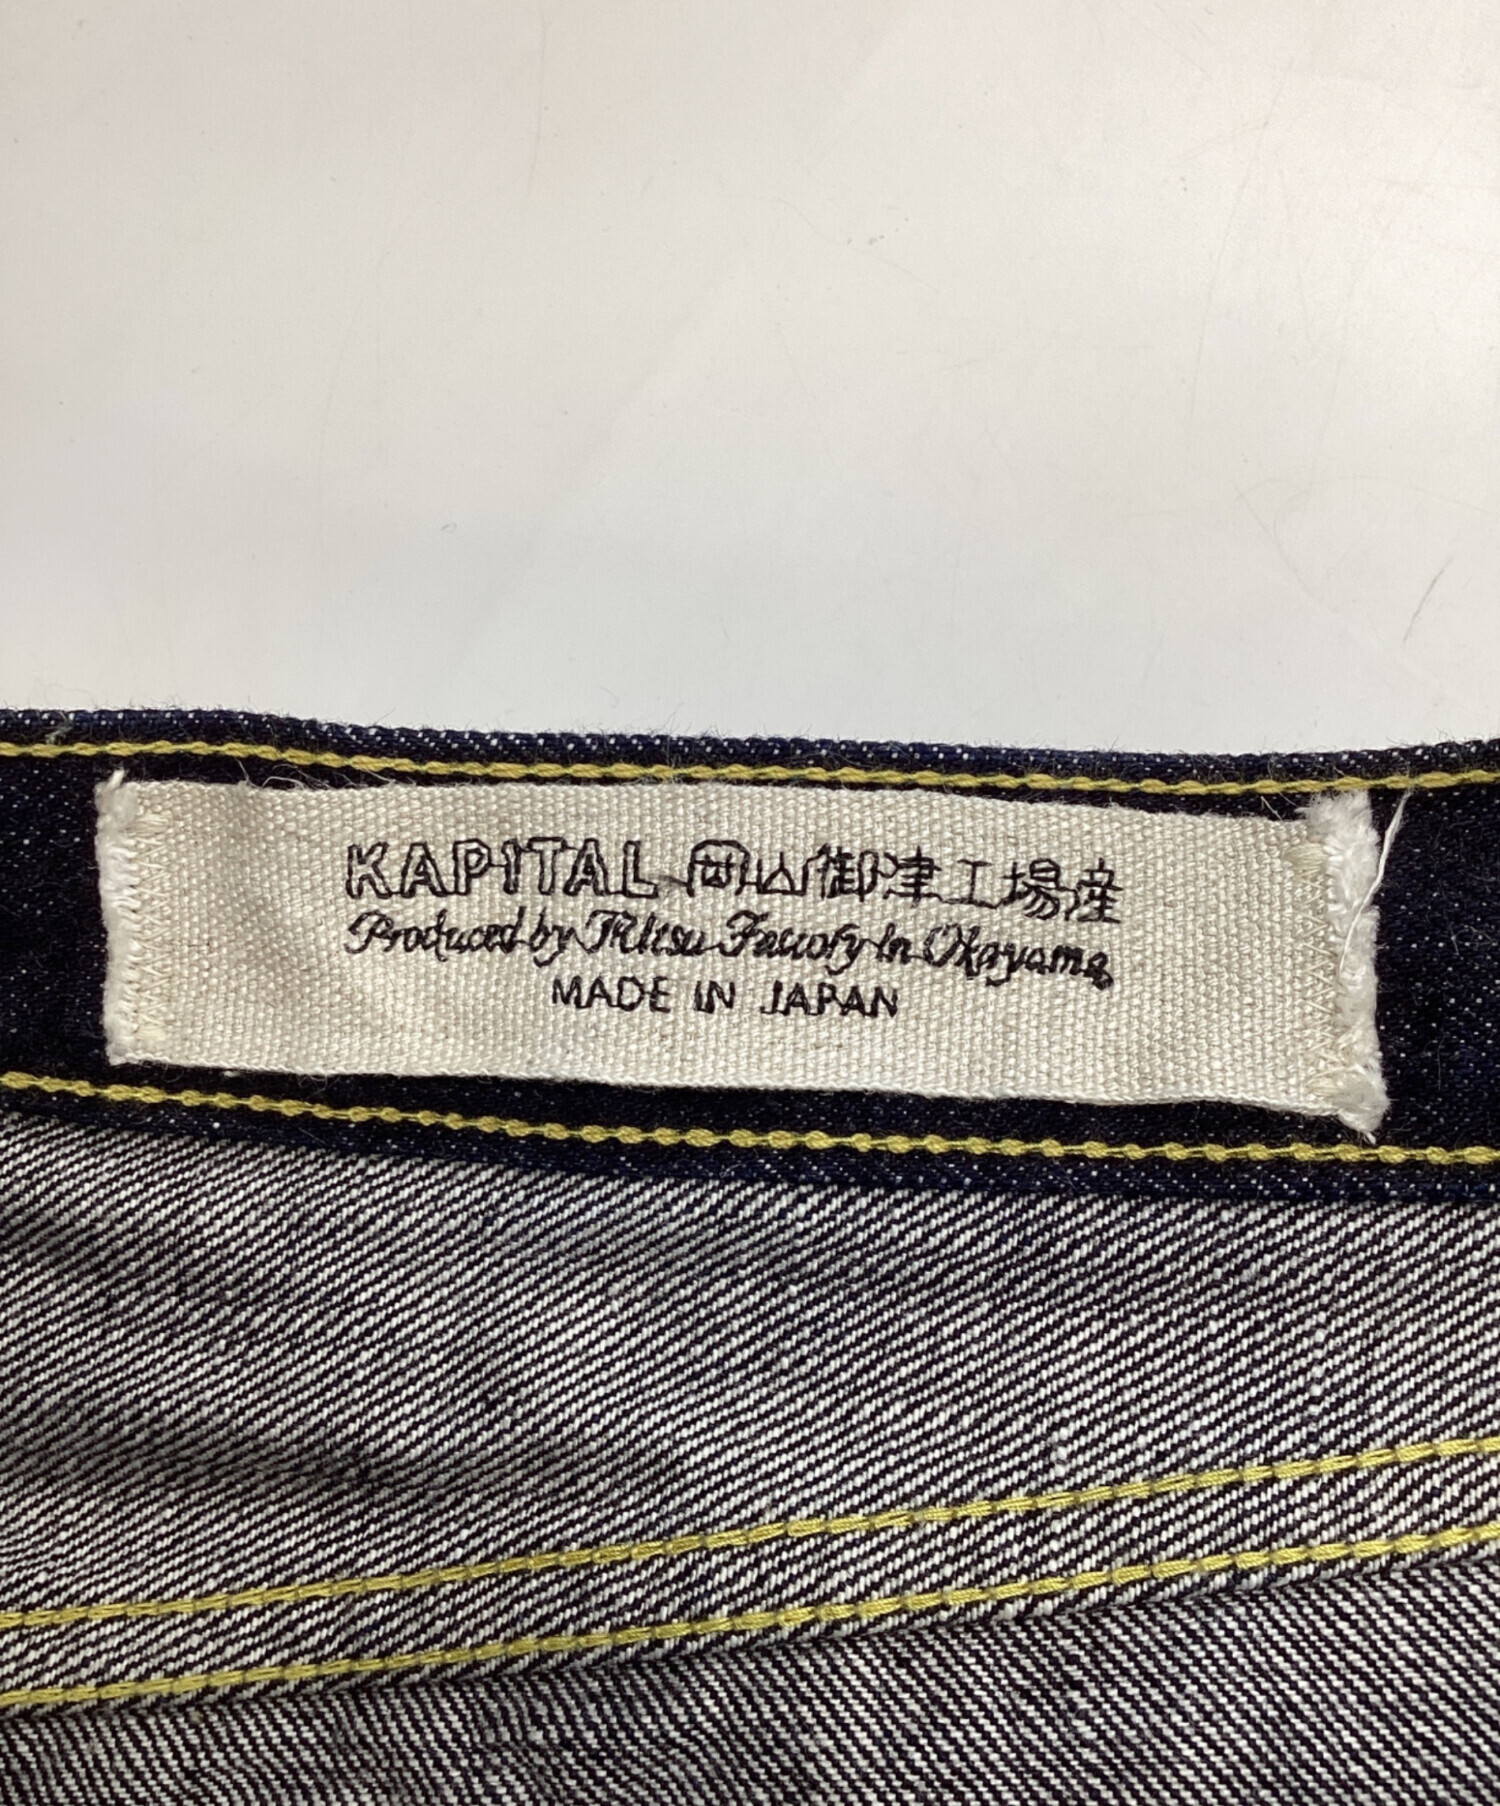 KAPITAL 岡山御津工場産
Produced by Mitsu Factory in Okayama
MADE IN JAPAN